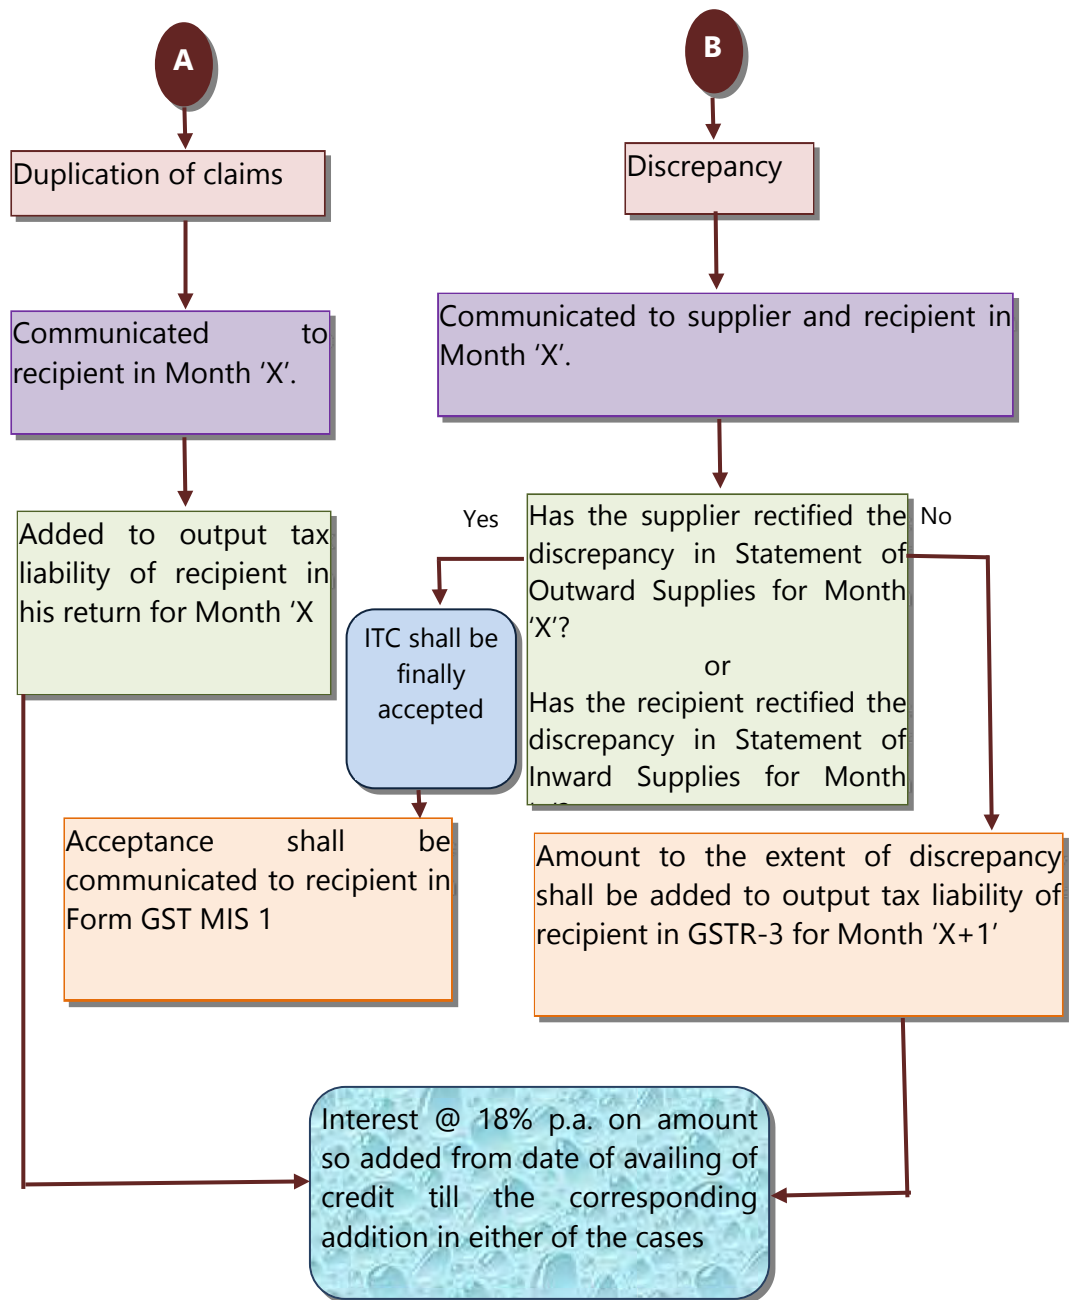 A
Duplication of claims
Communicated to
recipient in Month ‘X’.
Added to output tax
liability of recipient in
his return for Month ‘X
B
Discrepancy
Communicated to supplier and recipient in
Month ‘X’.
Has the supplier rectified the
discrepancy in Statement of
Outward Supplies for Month
‘X’?
or
Has the recipient rectified the
discrepancy in Statement of
Inward Supplies for Month
Yes
No
ITC shall be
finally
accepted
Acceptance shall be
communicated to recipient in
Form GST MIS 1
Amount to the extent of discrepancy
shall be added to output tax liability of
recipient in GSTR-3 for Month ‘X+1’
Interest @ 18% p.a. on amount
so added from date of availing of
credit till the corresponding
addition in either of the cases